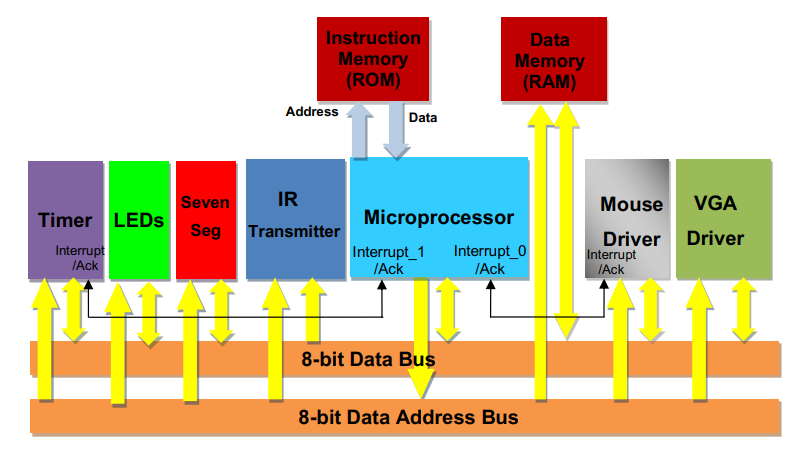 Instruction
Memory
(ROM)
Data
Memory
(RAM)
Address
Data
Timer
Interrupt
/Ack
LEDs
Seven
Seg
IR
Transmitter
Microprocessor
Interrupt_1
/Ack
Interrupt_0
/Ack
Mouse
Driver
Interrupt
/Ack
VGA
Driver
8-bit Data Bus
8-bit Data Address Bus